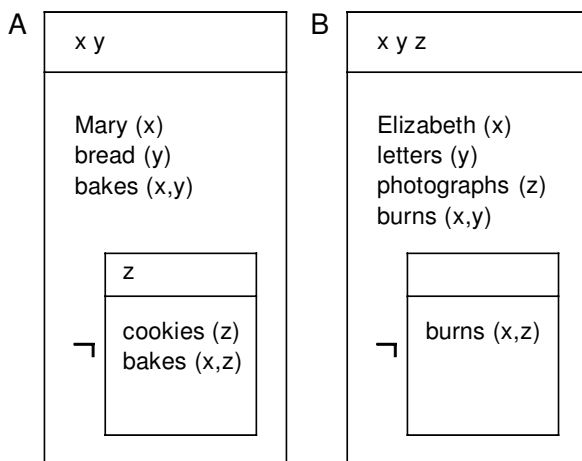 A
x y
Mary (x)
bread (y)
bakes (x,y)
z
cookies (z)
¬
bakes (x,z)
B
x y z
Elizabeth (x)
letters (y)
photographs (z)
burns (x,y)
burns (x,z)
¬